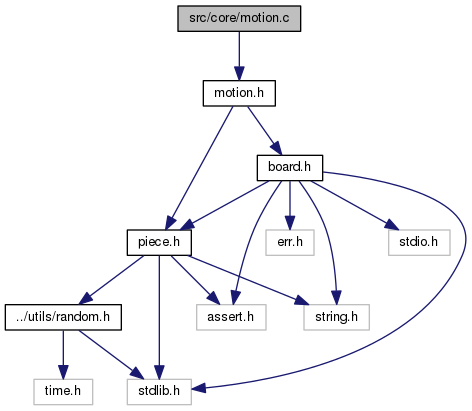 src/core/motion.c
motion.h
board.h
piece.h
err.h
stdio.h
../utils/random.h
assert.h
string.h
time.h
stdlib.h